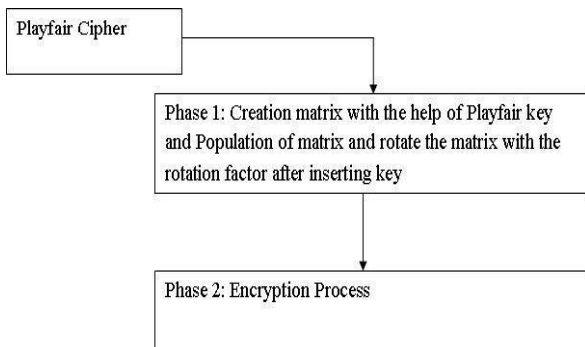 Playfair Cipher
Phase 1: Creation matrix with the help of Playfair key
and Population of matrix and rotate the matrix with the
rotation factor after inserting key
Phase 2: Encryption Process